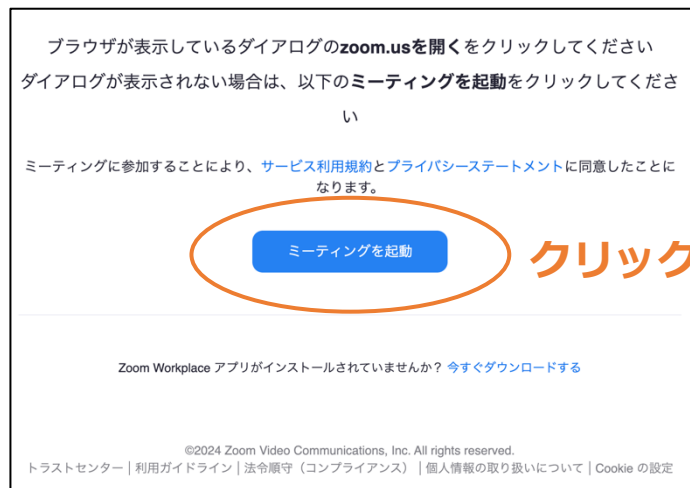 ブラウザが表示しているダイアログのzoom.usを開くをクリックしてください
ダイアログが表示されない場合は、以下のミーティングを起動をクリックしてくださ
い
ミーティングに参加することにより、サービス利用規約とプライバシーステートメントに同意したことに
なります。
ミーティングを起動
クリック
Zoom Workplace アプリがインストールされていませんか？ 今すぐダウンロードする
©2024 Zoom Video Communications, Inc. All rights reserved.
トラストセンター | 利用ガイドライン | 法令順守（コンプライアンス） | 個人情報の取り扱いについて | Cookie の設定